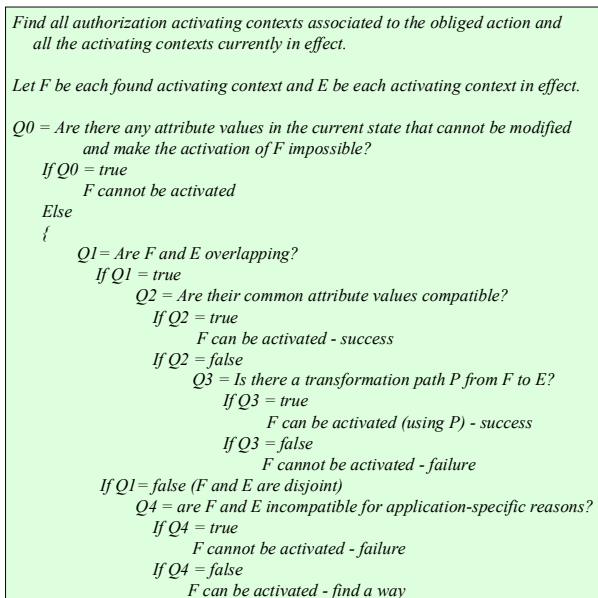 Find all authorization activating contexts associated to the obliged action and
all the activating contexts currently in effect.
Let F be each found activating context and E be each activating context in effect.
Q0 = Are there any attribute values in the current state that cannot be modified
and make the activation of F impossible?
If Q0 = true
F cannot be activated
Else
{
Q1= Are F and E overlapping?
If Q1 = true
Q2 = Are their common attribute values compatible?
If Q2 = true
F can be activated - success
If Q2 = false
Q3 = Is there a transformation path P from F to E?
If Q3 = true
F can be activated (using P) - success
If Q3 = false
F cannot be activated - failure
If Q1= false (F and E are disjoint)
Q4 = are F and E incompatible for application-specific reasons?
If Q4 = true
F cannot be activated - failure
If Q4 = false
F can be activated - find a way